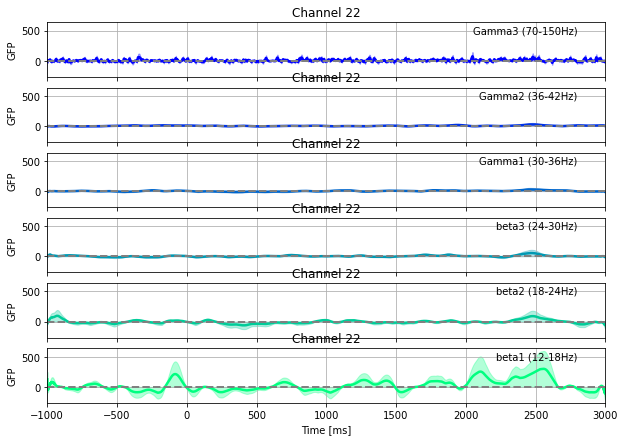 Channel 22
500
Gamma3 (70-150Hz)
GFP
0
Channel 22
500
Gamma2 (36-42Hz)
GFP
0
Channel 22
500
Gamma1 (30-36Hz)
GFP
0
Channel 22
500
beta3 (24-30Hz)
GFP
0
Channel 22
500
beta2 (18-24Hz)
GFP
0
Channel 22
500
beta1 (12-18Hz)
GFP
0
−1000 −500 0 500 1000 1500 2000 2500 3000
Time [ms]